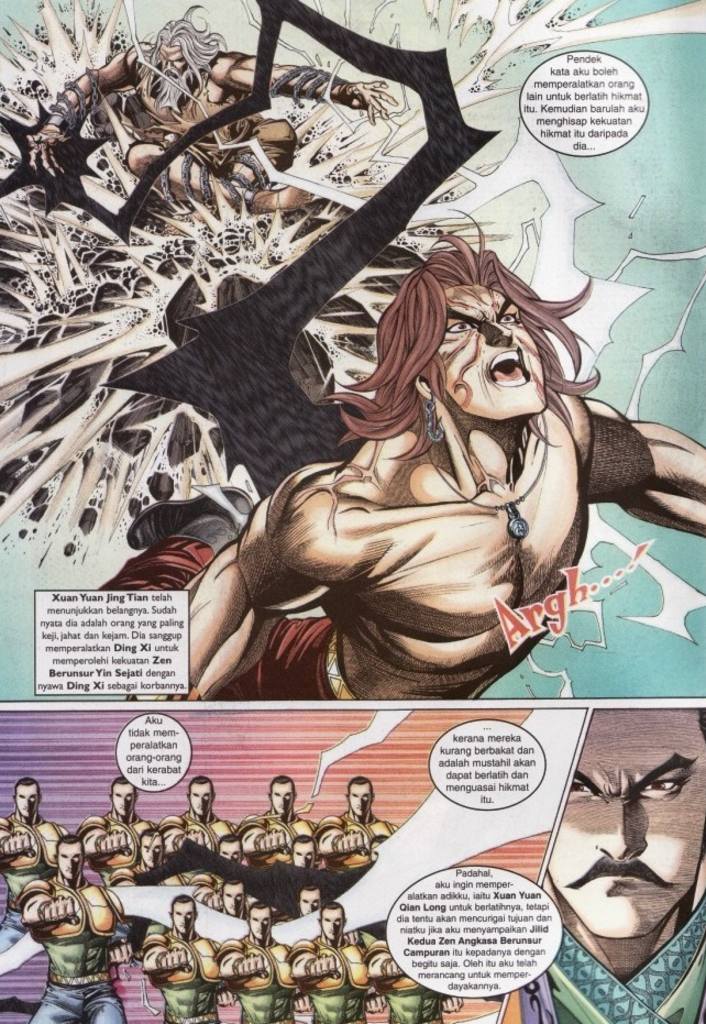 Pendek
kata aku boleh
memperalatkan orang
lain untuk berlatih hikmat
itu. Kemudian barulah aku
menghisap kekuatan
hikmat itu daripada
dia...
Argh.....!
Xuan Yuan Jing Tian telah
menunjukkan belangnya. Sudah
nyata dia adalah orang yang paling
keji, jahat dan kejam. Dia sanggup
memperalatkan Ding Xi untuk
memperolehi kekuatan Zen
Berunsur Yin Sejati dengan
nyawa Ding Xi sebagai korbannya.
Aku
tidak mem-
peralatkan
orang-orang
dari kerabat
kita...
...
kerana mereka
kurang berbakat dan
adalah mustahil akan
dapat berlatih dan
menguasai hikmat
itu.
Padahal,
aku ingin memper-
alatkan adikku, iaitu Xuan Yuan
Qian Long untuk berlatihnya, tetapi
dia tentu akan mencurigai tujuan dan
niatku jika aku menyampaikan Jilid
Kedua Zen Angkasa Berunsur
Campuran itu kepadanya dengan
begitu saja. Oleh itu aku telah
merancang untuk memper-
dayakannya.